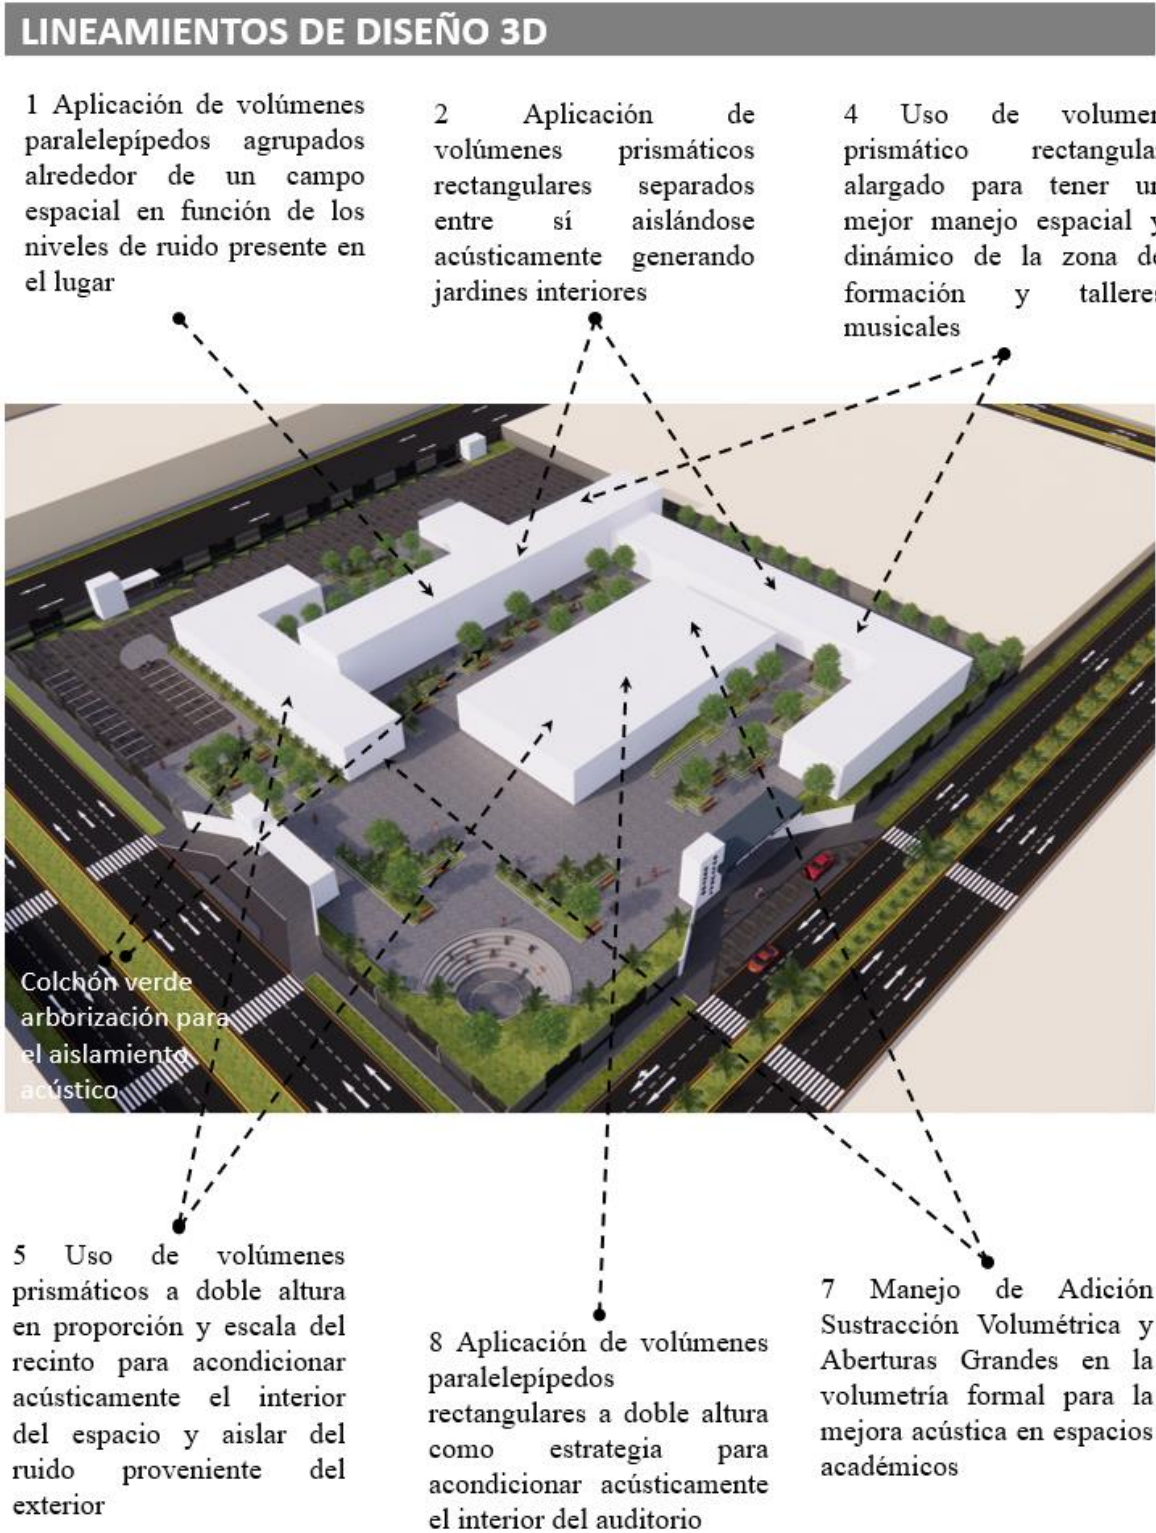 LINEAMIENTOS DE DISEÑO 3D
1 Aplicación de volúmenes
paralelepípedos agrupados
alrededor de un campo
espacial en función de los
niveles de ruido presente en
el lugar
2 Aplicación de
volúmenes prismáticos
rectangulares separados
entre sí aislándose
acústicamente generando
jardines interiores
4 Uso de volumen
prismático rectangular
alargado para tener un
mejor manejo espacial y
dinámico de la zona de
formación y talleres
musicales
Colchón verde
arborización para
el aislamiento
acústico
5 Uso de volúmenes
prismáticos a doble altura
en proporción y escala del
recinto para acondicionar
acústicamente el interior
del espacio y aislar del
ruido proveniente del
exterior
8 Aplicación de volúmenes
paralelepípedos
rectangulares a doble altura
como estrategia para
acondicionar acústicamente
el interior del auditorio
7 Manejo de Adición
Sustracción Volumétrica y
Aberturas Grandes en la
volumetría formal para la
mejora acústica en espacios
académicos